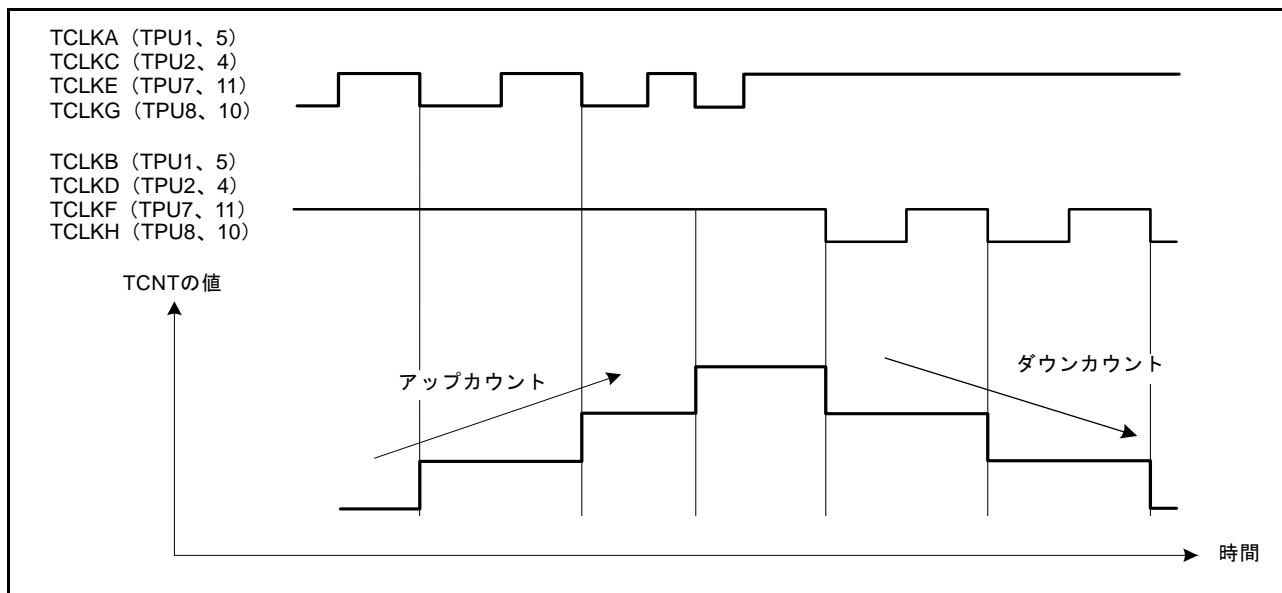 TCLKA（TPU1、5）
TCLKC（TPU2、4）
TCLKE（TPU7、11）
TCLKG（TPU8、10）
TCLKB（TPU1、5）
TCLKD（TPU2、4）
TCLKF（TPU7、11）
TCLKH（TPU8、10）
TCNTの値
アップカウント
ダウンカウント
時間